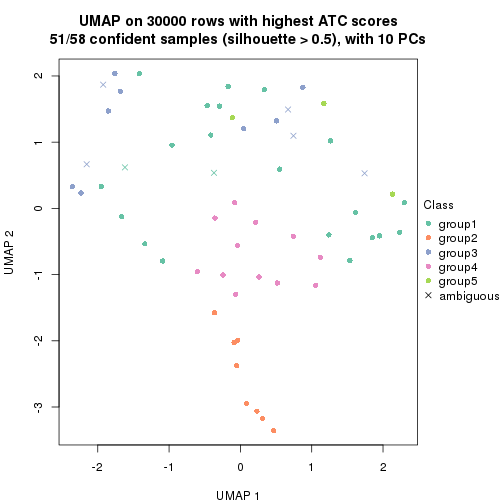 UMAP on 30000 rows with highest ATC scores
51/58 confident samples (silhouette > 0.5), with 10 PCs
2
1
0
-1
-2
-3
UMAP 2
-2
-1
0
1
2
UMAP 1
Class
group1
group2
group3
group4
group5
ambiguous